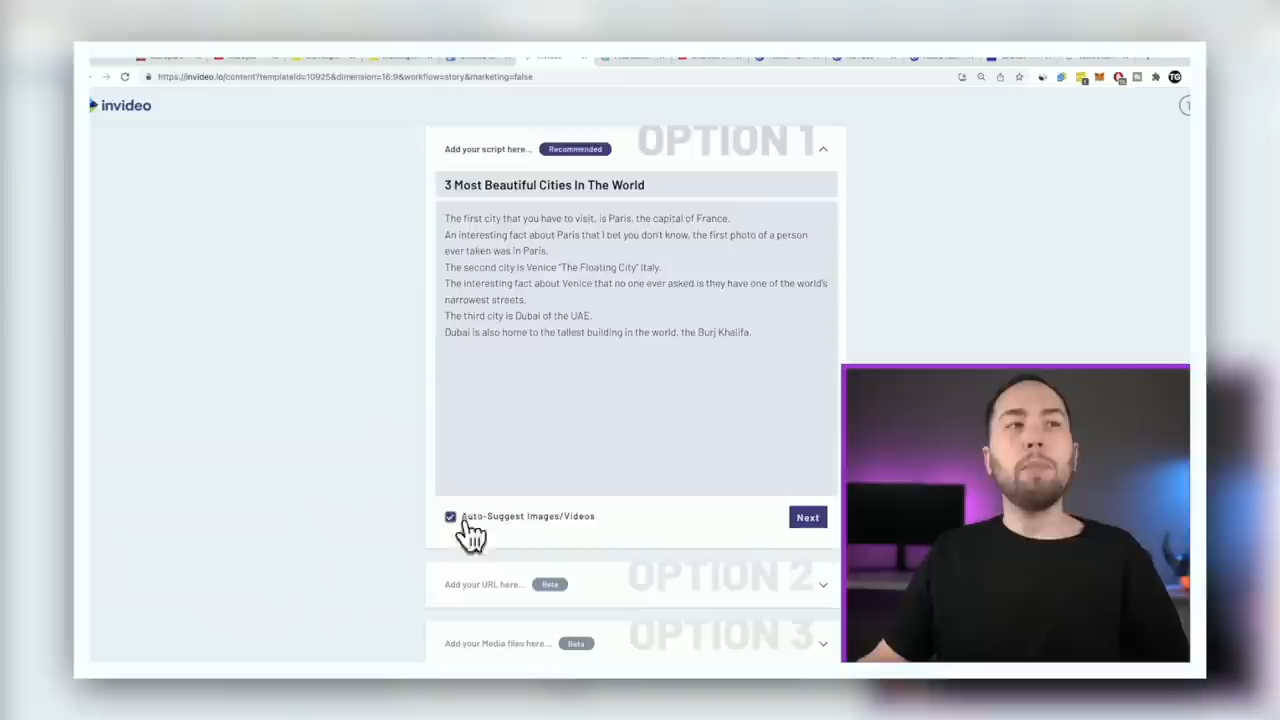 https://invideo.io/content?templateId=10925&dimension=16:9&workflow=story&marketing=false
TG
invideo
OPTION 1
Add your script here... Recommended
3 Most Beautiful Cities In The World
The first city that you have to visit, is Paris, the capital of France.
An interesting fact about Paris that I bet you don't know, the first photo of a person
ever taken was in Paris.
The second city is Venice "The Floating City" Italy.
The interesting fact about Venice that no one ever asked is they have one of the world's
narrowest streets.
The third city is Dubai of the UAE.
Dubai is also home to the tallest building in the world, the Burj Khalifa.
Auto-Suggest Images/Videos
Next
Add your URL here... Beta
OPTION 2
Add your Media files here... Beta
OPTION 3